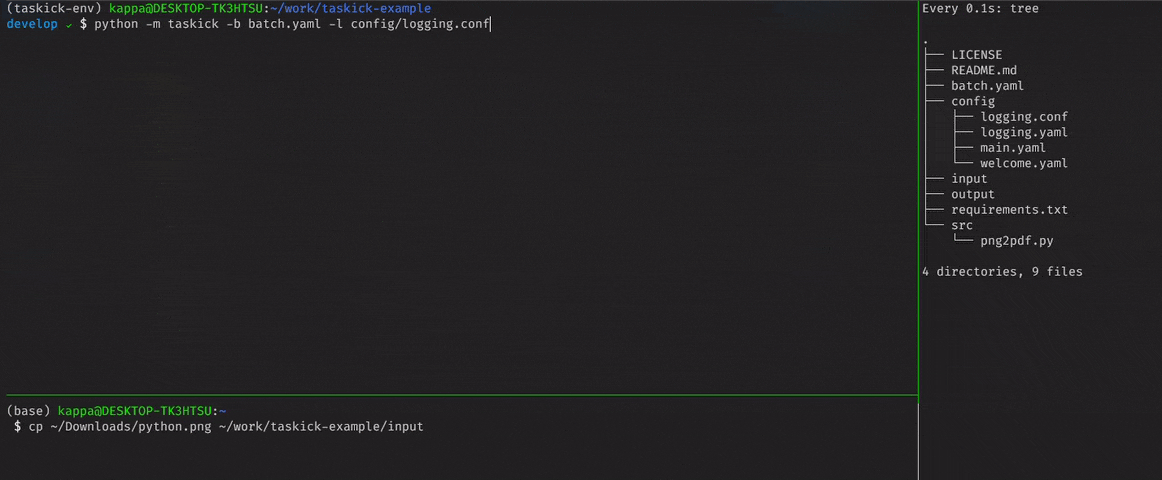 (taskick-env) kappa@DESKTOP-TK3HTSU:~/work/taskick-example
develop ✓ $ python -m taskick -b batch.yaml -l config/logging.conf
(base) kappa@DESKTOP-TK3HTSU:~
$ cp ~/Downloads/python.png ~/work/taskick-example/input
Every 0.1s: tree
.
├── LICENSE
├── README.md
├── batch.yaml
├── config
│   ├── logging.conf
│   ├── logging.yaml
│   ├── main.yaml
│   └── welcome.yaml
├── input
├── output
├── requirements.txt
└── src
    └── png2pdf.py
4 directories, 9 files